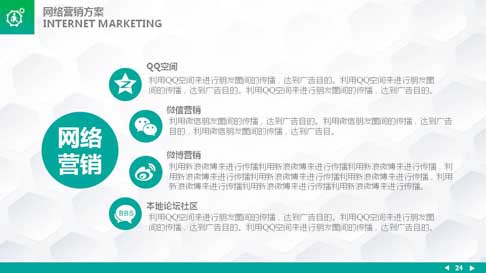 网络营销方案
INTERNET MARKETING
QQ空间
利用QQ空间来进行朋友圈间的传播，达到广告目的。利用QQ空间来进行朋友圈
间的传播，达到广告目的。利用QQ空间来进行朋友圈间的传播，达到广告目的。
微信营销
利用微信朋友圈间的传播，达到广告目的。利用微信朋友圈间的传播，达到广告目
的，利用微信朋友圈间的传播，达到广告目。
网络
营销
微博营销
利用新浪微博来进行传播利用新浪微博来进行传播利用新浪微博来进行传播，利
用新浪微博来进行传播利用新浪微博来进行传播利用新浪微博来进行传播，利用新
浪微博来进行传播利用新浪微博来进行传播利用新浪微博来进行传播。
BBS
本地论坛社区
利用QQ空间来进行朋友圈间的传播，达到广告目的。利用QQ空间来进行朋友圈
间的传播，达到广告目的。利用QQ空间来进行朋友圈间的传播，达到广告目的。
24